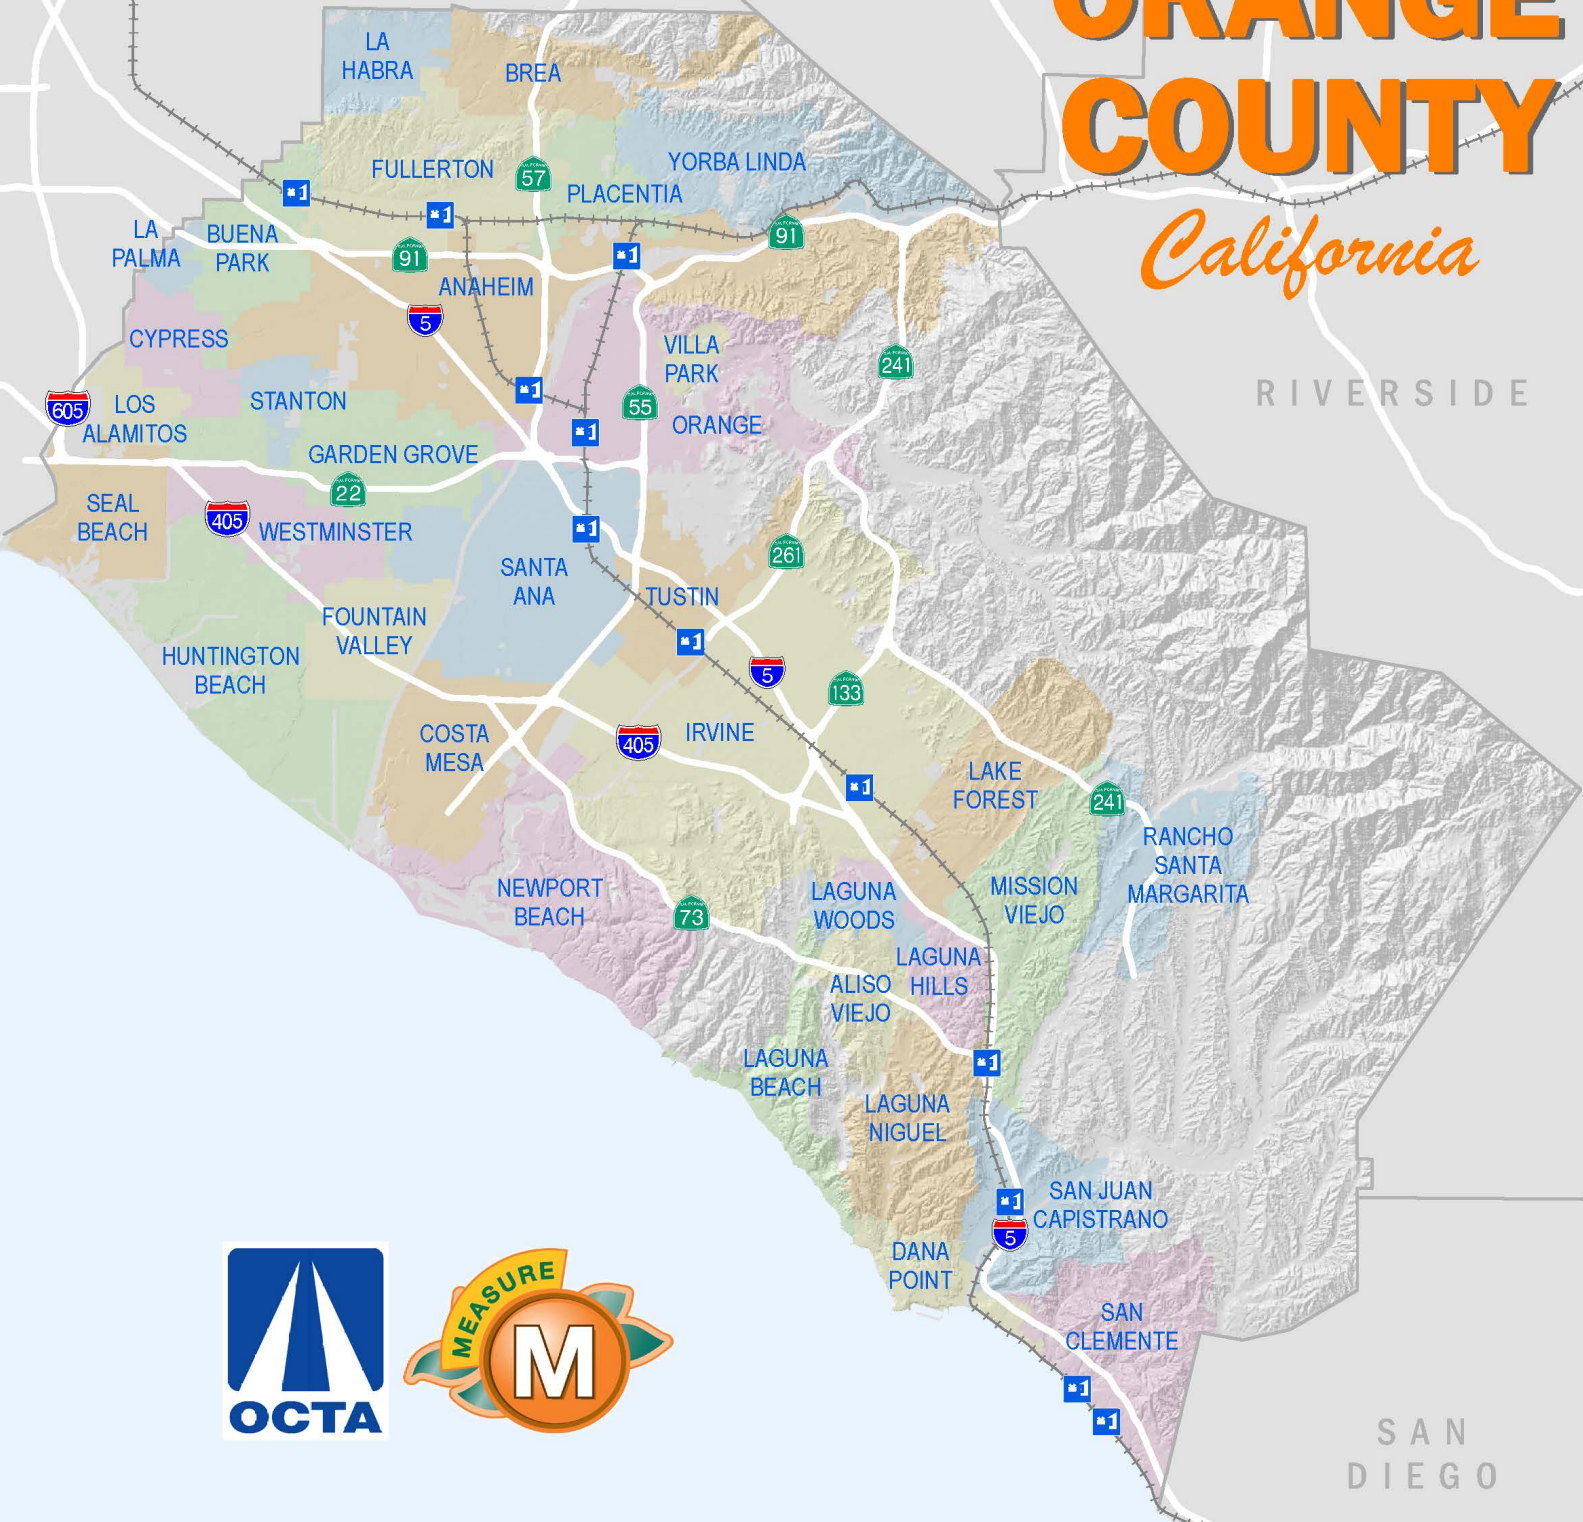 ORANGE
COUNTY
California
LA
HABRA
BREA
FULLERTON
57
PLACENTIA
YORBA LINDA
LA
PALMA
BUENA
PARK
91
91
ANAHEIM
5
CYPRESS
VILLA
PARK
241
RIVERSIDE
605
LOS
ALAMITOS
STANTON
55
ORANGE
GARDEN GROVE
22
SEAL
BEACH
405
WESTMINSTER
SANTA
ANA
261
TUSTIN
FOUNTAIN
VALLEY
HUNTINGTON
BEACH
5
133
COSTA
MESA
405
IRVINE
LAKE
FOREST
241
RANCHO
SANTA
MARGARITA
NEWPORT
BEACH
73
LAGUNA
WOODS
MISSION
VIEJO
LAGUNA
HILLS
ALISO
VIEJO
LAGUNA
BEACH
LAGUNA
NIGUEL
SAN JUAN
CAPISTRANO
5
DANA
POINT
SAN
CLEMENTE
OCTA
MEASURE
M
SAN
DIEGO